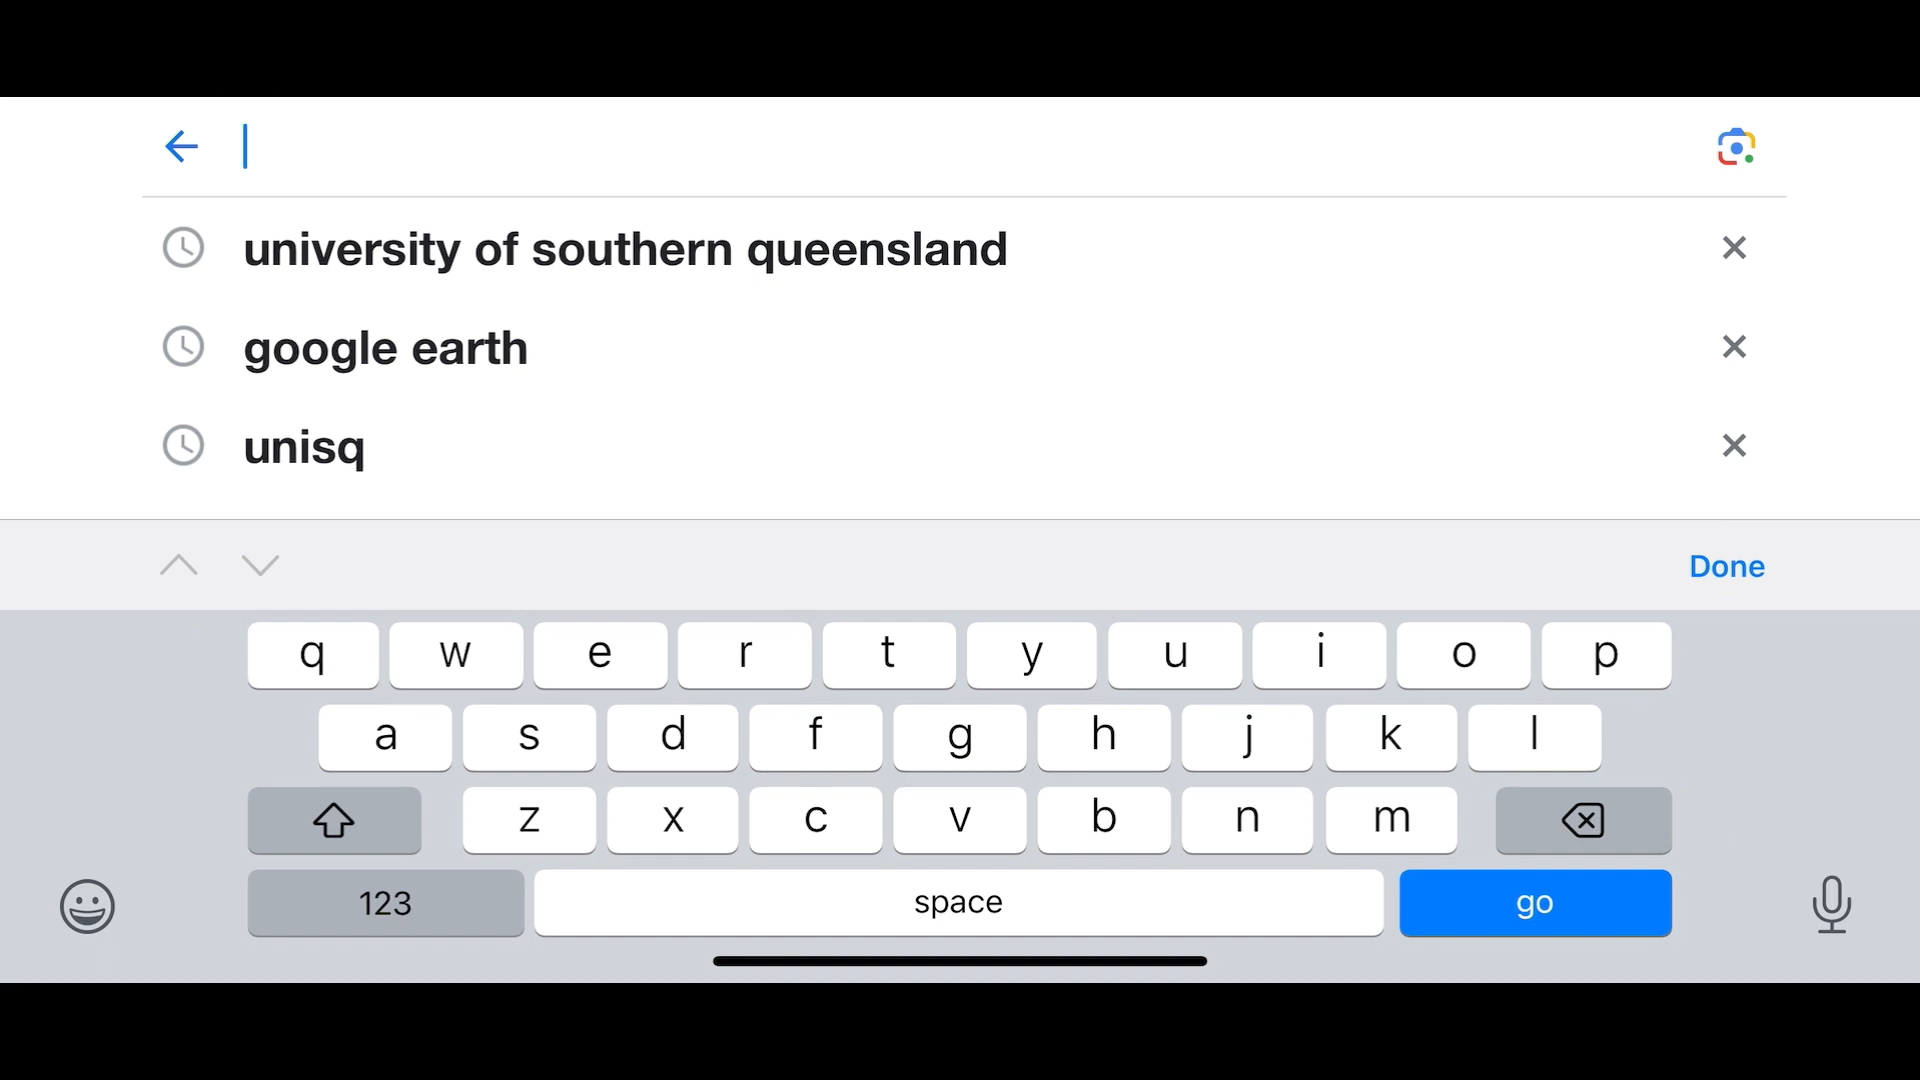 university of southern queensland
google earth
unisq
Done
q w e r t y u i o p
a s d f g h j k l
z x c v b n m
123 space go